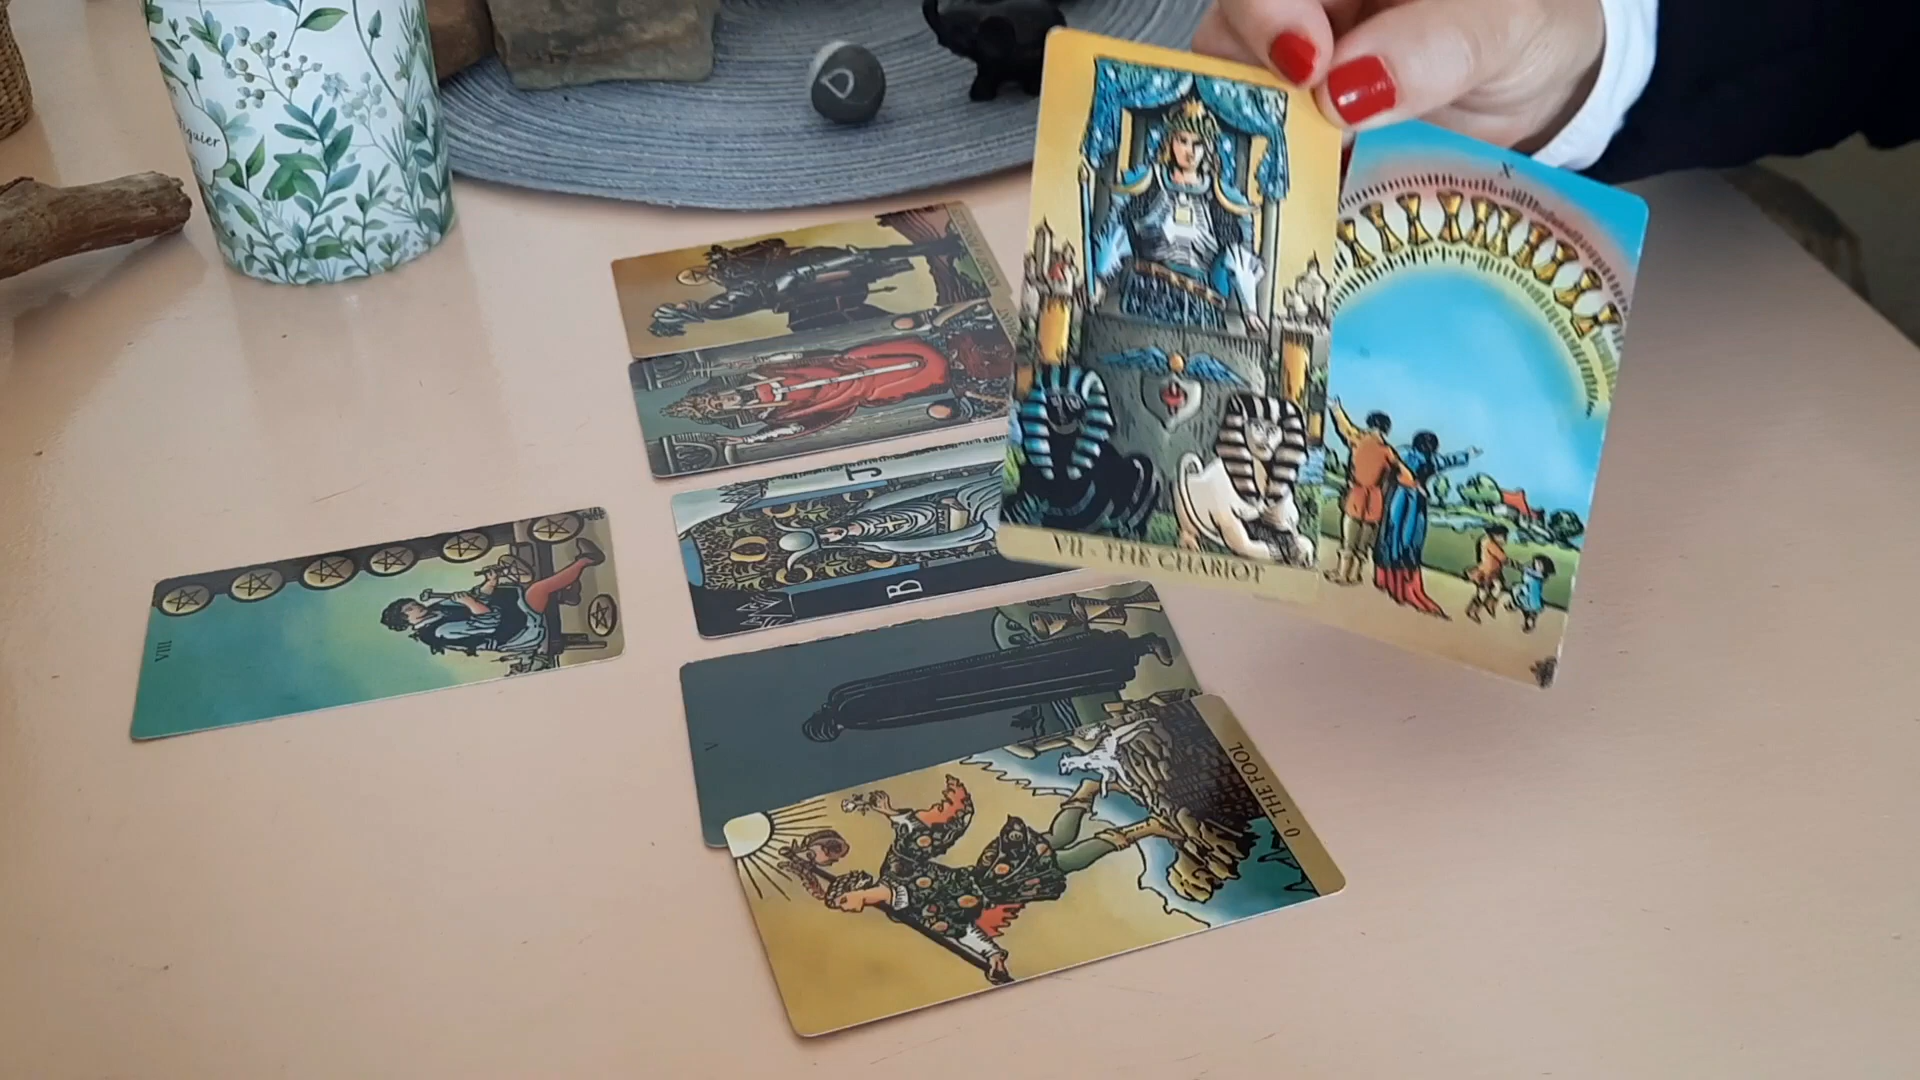 D
X
VII - THE CHARIOT
J
B
VIII
V
0 - THE FOOL